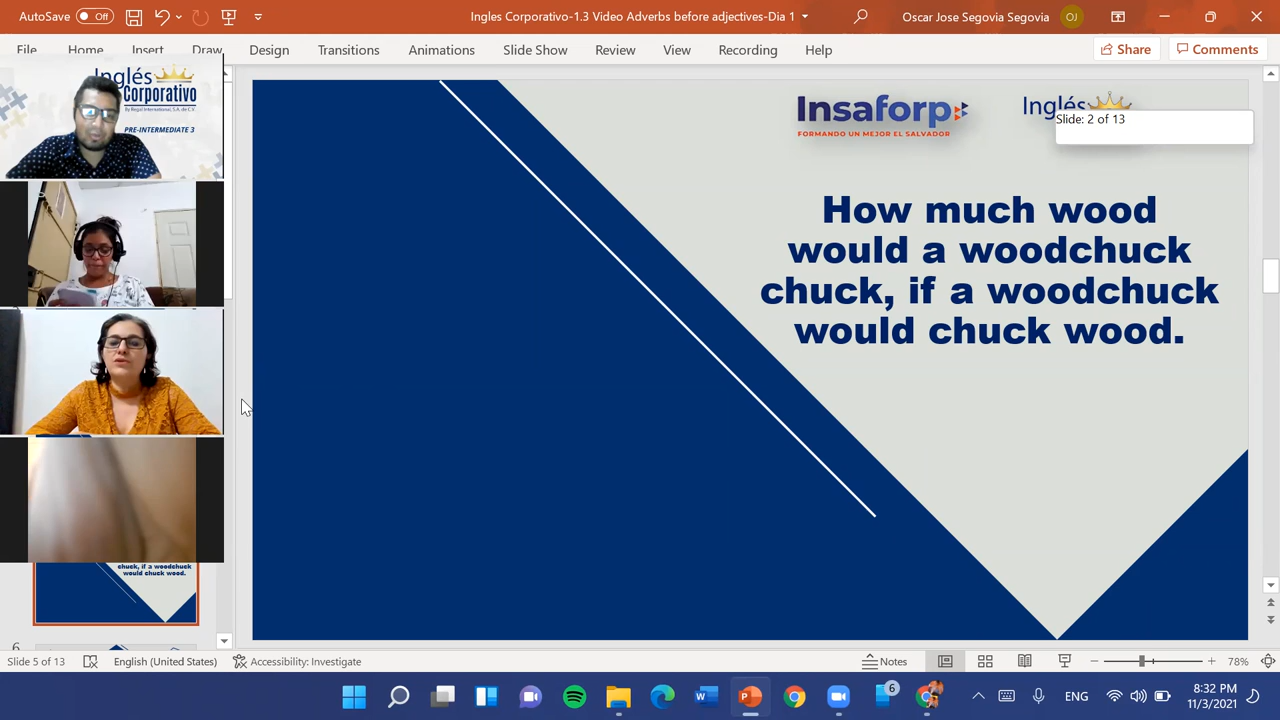 AutoSave Off
Ingles Corporativo-1.3 Video Adverbs before adjectives-Dia 1
Oscar Jose Segovia Segovia
OJ
File Home Insert Draw Design Transitions Animations Slide Show Review View Recording Help
Share
Comments
Inglés
Corporativo
PRE-INTERMEDIATE 3
Insaforp
FORMANDO UN MEJOR EL SALVADOR
Inglés
Slide: 2 of 13
How much wood
would a woodchuck
chuck, if a woodchuck
would chuck wood.
chuck, if a woodchuck
would chuck wood.
6
Slide 5 of 13
English (United States)
Accessibility: Investigate
Notes
78%
6
ENG
8:32 PM
11/3/2021